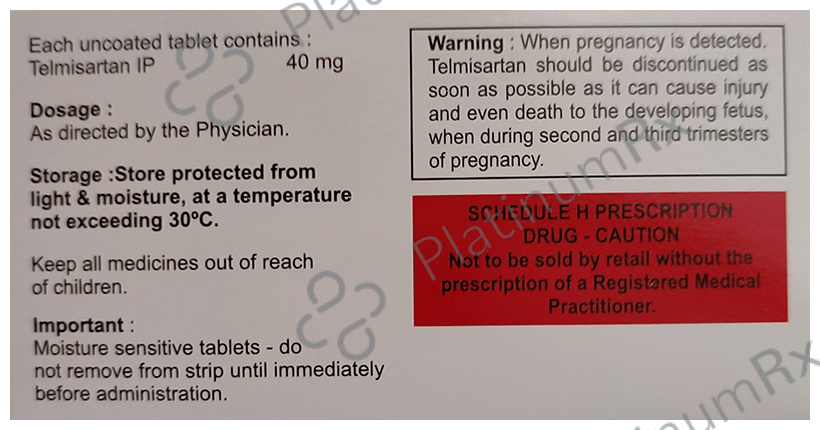 Each uncoated tablet contains :
Telmisartan IP 40 mg
Dosage :
As directed by the Physician.
Storage :Store protected from
light & moisture, at a temperature
not exceeding 30ºC.
Keep all medicines out of reach
of children.
Important :
Moisture sensitive tablets - do
not remove from strip until immediately
before administration.
Warning : When pregnancy is detected.
Telmisartan should be discontinued as
soon as possible as it can cause injury
and even death to the developing fetus,
when during second and third trimesters
of pregnancy.
SCHEDULE H PRESCRIPTION
DRUG - CAUTION
Not to be sold by retail without the
prescription of a Registered Medical
Practitioner.
PlatinumRx
PlatinumRx
tinumRx